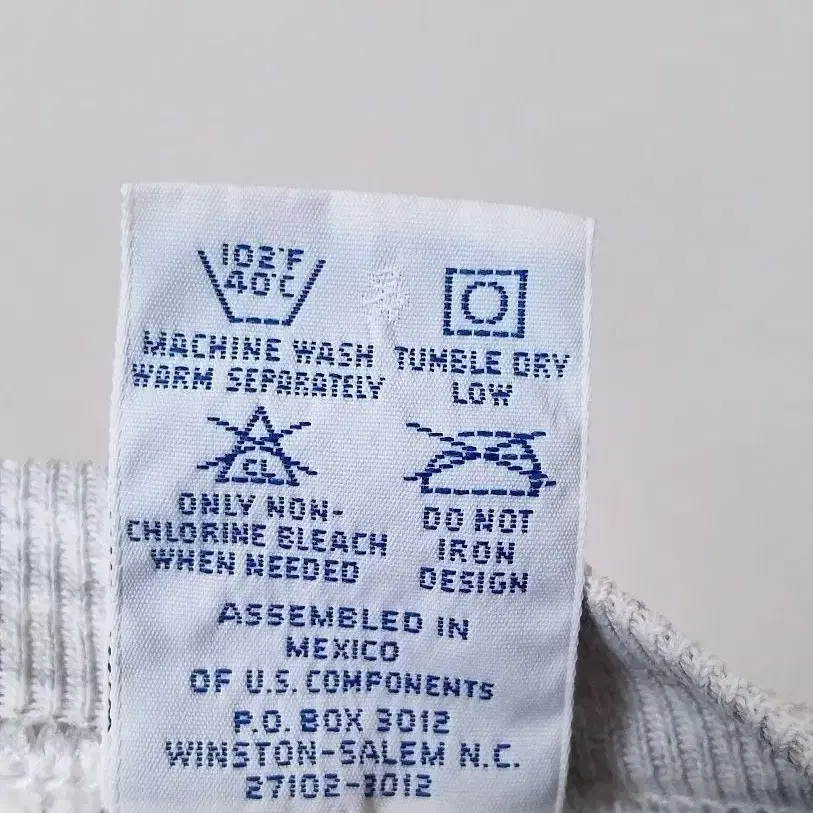 102°F
40°C
MACHINE WASH
WARM SEPARATELY
TUMBLE DRY
LOW
CL
ONLY NON-
CHLORINE BLEACH
WHEN NEEDED
DO NOT
IRON
DESIGN
ASSEMBLED IN
MEXICO
OF U.S. COMPONENTS
P.O. BOX 3012
WINSTON-SALEM N.C.
27102-3012